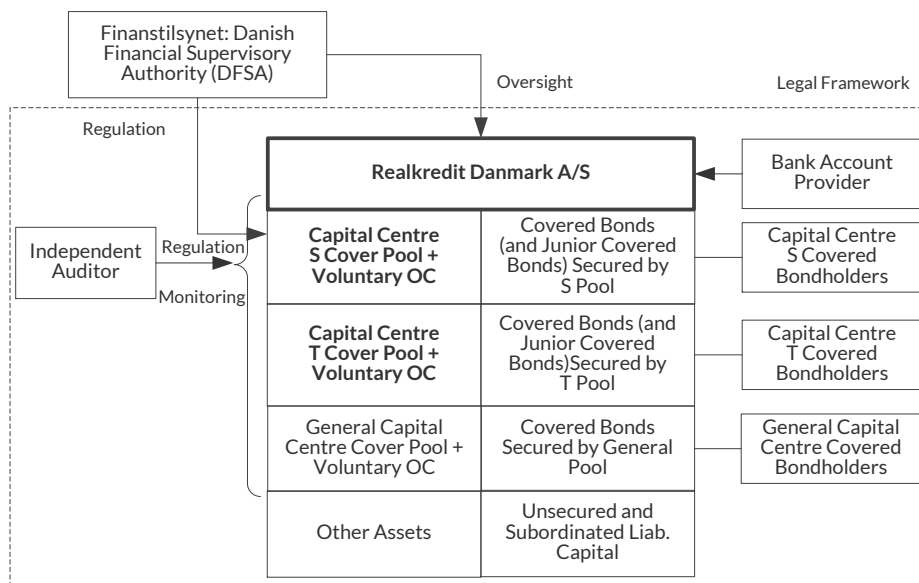 Finanstilsynet: Danish
Financial Supervisory
Authority (DFSA)
Oversight
Legal Framework
Regulation
Realkredit Danmark A/S
Bank Account
Provider
Independent
Auditor
Regulation
Monitoring
Capital Centre
S Cover Pool +
Voluntary OC
Covered Bonds
(and Junior Covered
Bonds) Secured by
S Pool
Capital Centre
S Covered
Bondholders
Capital Centre
T Cover Pool +
Voluntary OC
Covered Bonds (and
Junior Covered
Bonds)Secured by
T Pool
Capital Centre
T Covered
Bondholders
General Capital
Centre Cover Pool +
Voluntary OC
Covered Bonds
Secured by General
Pool
General Capital
Centre Covered
Bondholders
Other Assets
Unsecured and
Subordinated Liab.
Capital